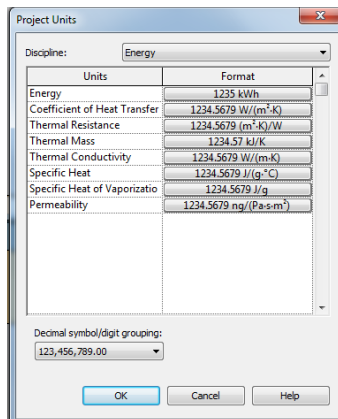 Project Units
Discipline: Energy
Units Format
Energy 1235 kWh
Coefficient of Heat Transfer 1234.5679 W/(m²·K)
Thermal Resistance 1234.5679 (m²·K)/W
Thermal Mass 1234.57 kJ/K
Thermal Conductivity 1234.5679 W/(m·K)
Specific Heat 1234.5679 J/(g·°C)
Specific Heat of Vaporizatio 1234.5679 J/g
Permeability 1234.5679 ng/(Pa·s·m²)
Decimal symbol/digit grouping:
123,456,789.00
OK Cancel Help